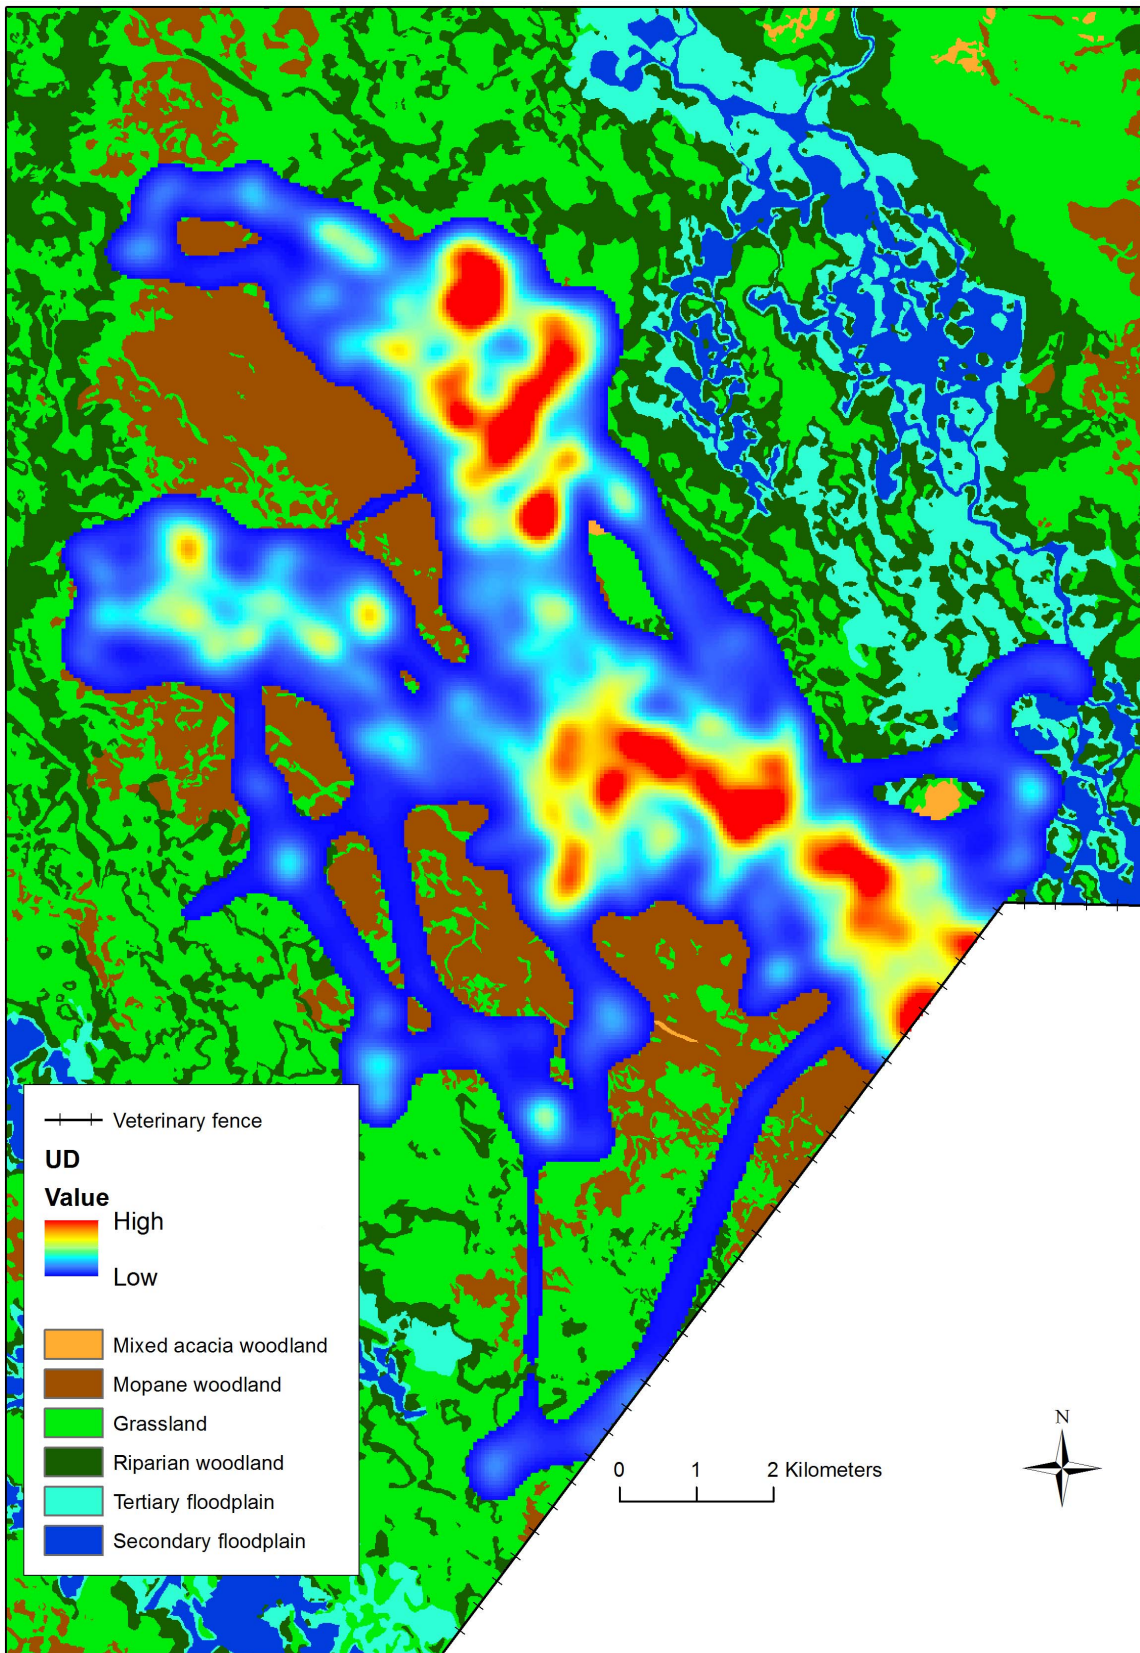 Veterinary fence
UD
Value
High
Low
Mixed acacia woodland
Mopane woodland
Grassland
Riparian woodland
Tertiary floodplain
Secondary floodplain
N
0 1 2 Kilometers